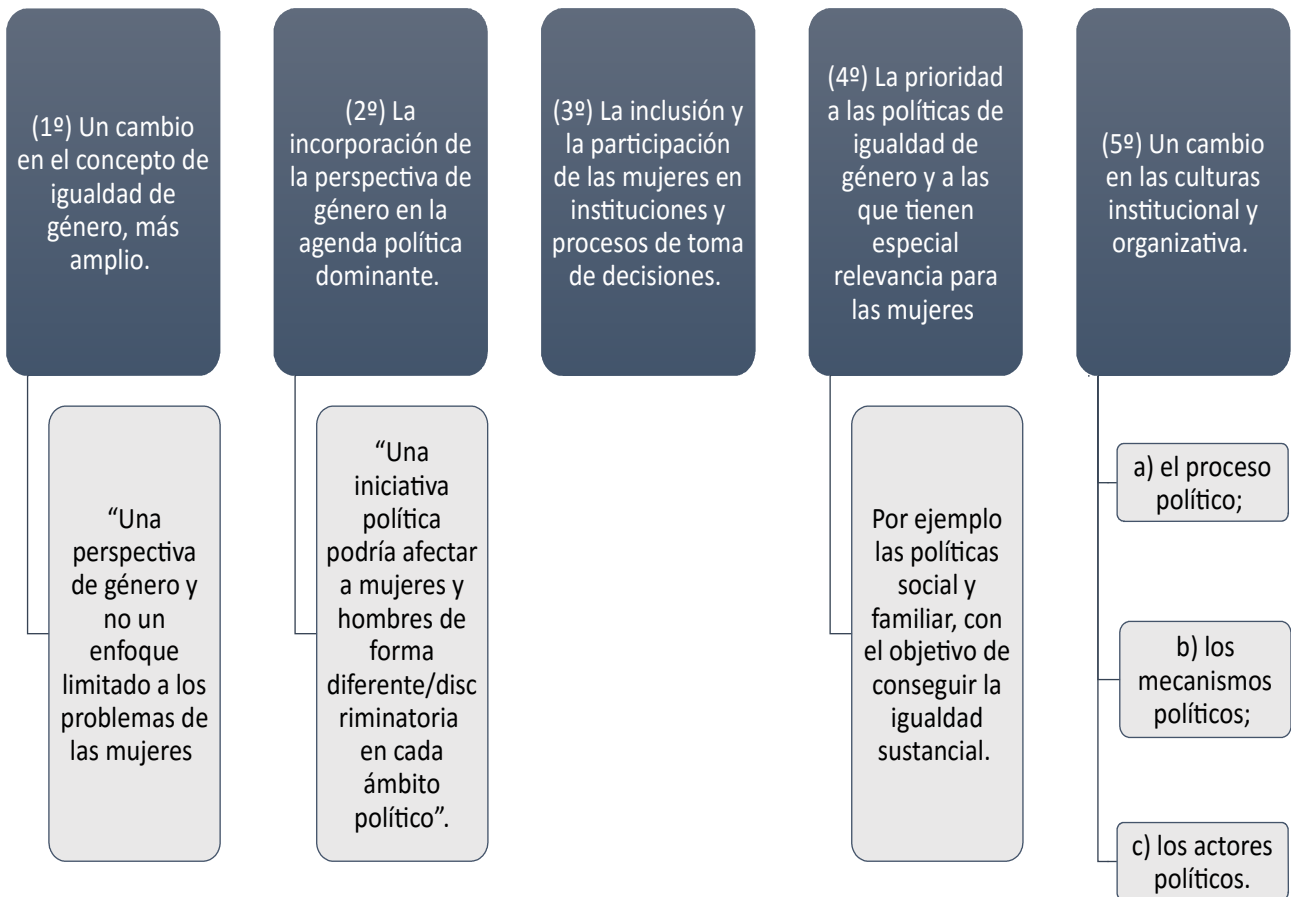 (1º) Un cambio
en el concepto de
igualdad de
género, más
amplio.
“Una
perspectiva
de género y
no un
enfoque
limitado a los
problemas de
las mujeres
(2º) La
incorporación de
la perspectiva de
género en la
agenda política
dominante.
“Una
iniciativa
política
podría afectar
a mujeres y
hombres de
forma
diferente/disc
riminatoria
en cada
ámbito
político”.
(3º) La inclusión y
la participación
de las mujeres en
instituciones y
procesos de toma
de decisiones.
(4º) La prioridad
a las políticas de
igualdad de
género y a las
que tienen
especial
relevancia para
las mujeres
Por ejemplo
las políticas
social y
familiar, con
el objetivo de
conseguir la
igualdad
sustancial.
(5º) Un cambio
en las culturas
institucional y
organizativa.
a) el proceso
político;
b) los
mecanismos
políticos;
c) los actores
políticos.